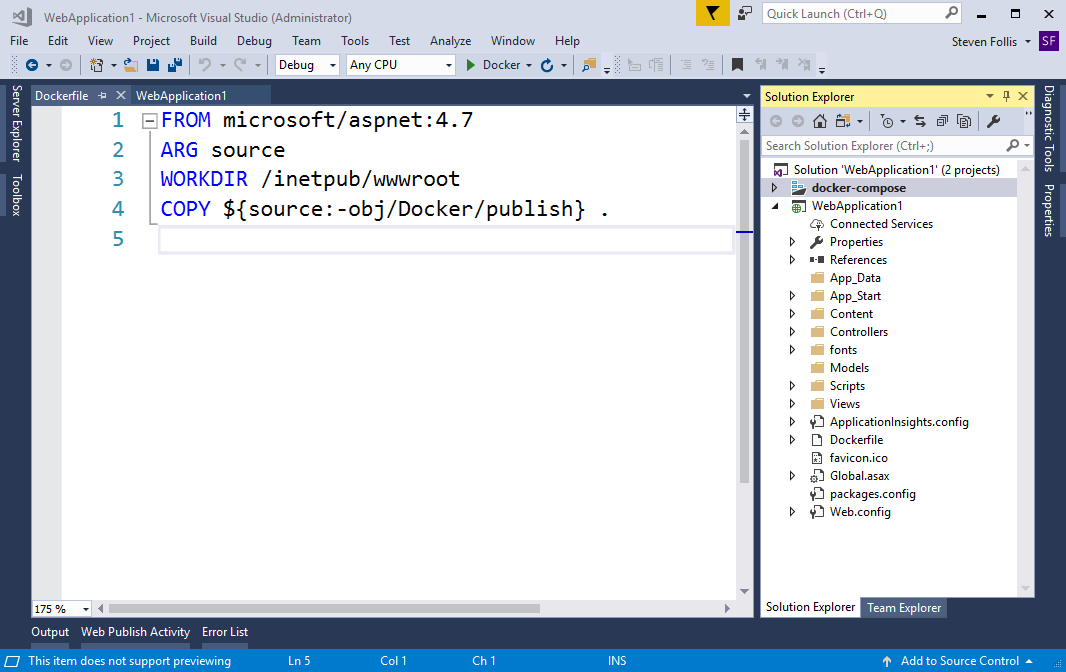 WebApplication1 - Microsoft Visual Studio (Administrator)
Quick Launch (Ctrl+Q)
File Edit View Project Build Debug Team Tools Test Analyze Window Help
Steven Follis SF
Debug Any CPU Docker
Server Explorer
Toolbox
Dockerfile WebApplication1
1 FROM microsoft/aspnet:4.7
2 ARG source
3 WORKDIR /inetpub/wwwroot
4 COPY ${source:-obj/Docker/publish} .
5
175 %
Solution Explorer
Search Solution Explorer (Ctrl+;)
Solution 'WebApplication1' (2 projects)
docker-compose
WebApplication1
Connected Services
Properties
References
App_Data
App_Start
Content
Controllers
fonts
Models
Scripts
Views
ApplicationInsights.config
Dockerfile
favicon.ico
Global.asax
packages.config
Web.config
Solution Explorer Team Explorer
Diagnostic Tools
Properties
Output Web Publish Activity Error List
This item does not support previewing Ln 5 Col 1 Ch 1 INS Add to Source Control